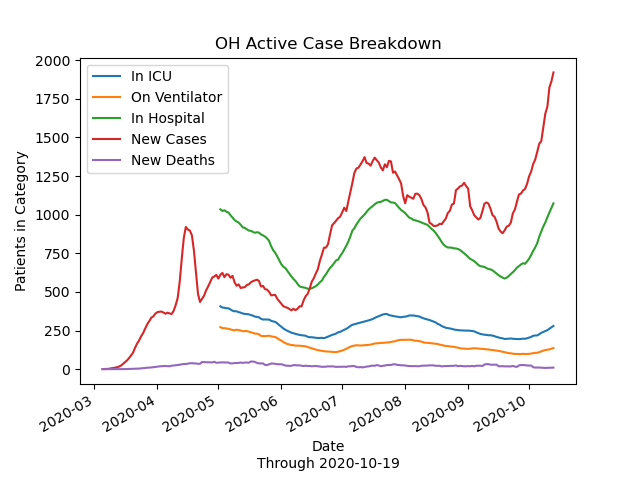 OH Active Case Breakdown
In ICU
On Ventilator
In Hospital
New Cases
New Deaths
Patients in Category
2000
1750
1500
1250
1000
750
500
250
0
2020-03
2020-04
2020-05
2020-06
2020-07
2020-08
2020-09
2020-10
Date
Through 2020-10-19